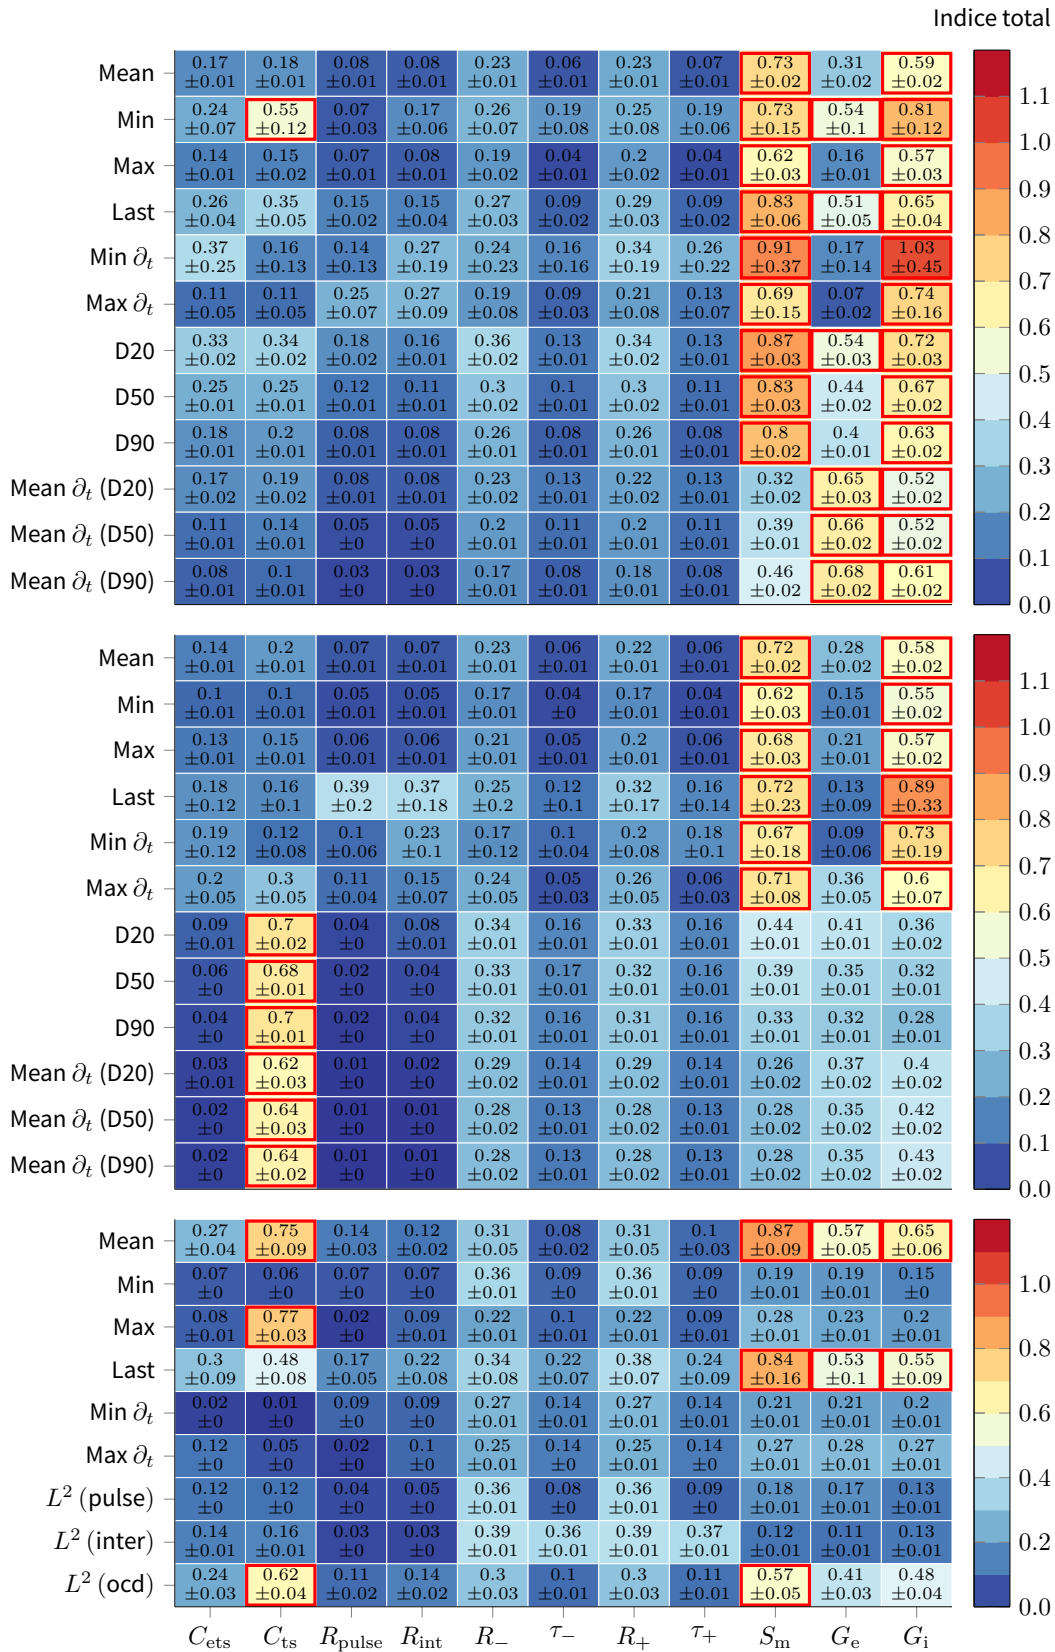 Indice total
Mean 0.17 0.18 0.08 0.08 0.23 0.06 0.23 0.07 0.73 0.31 0.59
±0.01 ±0.01 ±0.01 ±0.01 ±0.01 ±0.01 ±0.01 ±0.01 ±0.02 ±0.02 ±0.02
Min 0.24 0.55 0.07 0.17 0.26 0.19 0.25 0.19 0.73 0.54 0.81
±0.07 ±0.12 ±0.03 ±0.06 ±0.07 ±0.08 ±0.08 ±0.06 ±0.15 ±0.1 ±0.12
Max 0.14 0.15 0.07 0.08 0.19 0.04 0.2 0.04 0.62 0.16 0.57
±0.01 ±0.02 ±0.01 ±0.01 ±0.02 ±0.01 ±0.02 ±0.01 ±0.03 ±0.01 ±0.03
Last 0.26 0.35 0.15 0.15 0.27 0.09 0.29 0.09 0.83 0.51 0.65
±0.04 ±0.05 ±0.02 ±0.04 ±0.03 ±0.02 ±0.03 ±0.02 ±0.06 ±0.05 ±0.04
Min ∂t 0.37 0.16 0.14 0.27 0.24 0.16 0.34 0.26 0.91 0.17 1.03
±0.25 ±0.13 ±0.13 ±0.19 ±0.23 ±0.16 ±0.19 ±0.22 ±0.37 ±0.14 ±0.45
Max ∂t 0.11 0.11 0.25 0.27 0.19 0.09 0.21 0.13 0.69 0.07 0.74
±0.05 ±0.05 ±0.07 ±0.09 ±0.08 ±0.03 ±0.08 ±0.07 ±0.15 ±0.02 ±0.16
D20 0.33 0.34 0.18 0.16 0.36 0.13 0.34 0.13 0.87 0.54 0.72
±0.02 ±0.02 ±0.02 ±0.01 ±0.02 ±0.01 ±0.02 ±0.01 ±0.03 ±0.03 ±0.03
D50 0.25 0.25 0.12 0.11 0.3 0.1 0.3 0.11 0.83 0.44 0.67
±0.01 ±0.01 ±0.01 ±0.01 ±0.02 ±0.01 ±0.02 ±0.01 ±0.03 ±0.02 ±0.02
D90 0.18 0.2 0.08 0.08 0.26 0.08 0.26 0.08 0.8 0.4 0.63
±0.01 ±0.01 ±0.01 ±0.01 ±0.01 ±0.01 ±0.01 ±0.01 ±0.02 ±0.01 ±0.02
Mean ∂t (D20) 0.17 0.19 0.08 0.08 0.23 0.13 0.22 0.13 0.32 0.65 0.52
±0.02 ±0.02 ±0.01 ±0.01 ±0.02 ±0.01 ±0.02 ±0.01 ±0.02 ±0.03 ±0.02
Mean ∂t (D50) 0.11 0.14 0.05 0.05 0.2 0.11 0.2 0.11 0.39 0.66 0.52
±0.01 ±0.01 ±0 ±0 ±0.01 ±0.01 ±0.01 ±0.01 ±0.01 ±0.02 ±0.02
Mean ∂t (D90) 0.08 0.1 0.03 0.03 0.17 0.08 0.18 0.08 0.46 0.68 0.61
±0.01 ±0.01 ±0 ±0 ±0.01 ±0.01 ±0.01 ±0.01 ±0.02 ±0.02 ±0.02
1.1
1.0
0.9
0.8
0.7
0.6
0.5
0.4
0.3
0.2
0.1
0.0
Mean 0.14 0.2 0.07 0.07 0.23 0.06 0.22 0.06 0.72 0.28 0.58
±0.01 ±0.01 ±0.01 ±0.01 ±0.01 ±0.01 ±0.01 ±0.01 ±0.02 ±0.02 ±0.02
Min 0.1 0.1 0.05 0.05 0.17 0.04 0.17 0.04 0.62 0.15 0.55
±0.01 ±0.01 ±0.01 ±0.01 ±0.01 ±0 ±0.01 ±0.01 ±0.03 ±0.01 ±0.02
Max 0.13 0.15 0.06 0.06 0.21 0.05 0.2 0.06 0.68 0.21 0.57
±0.01 ±0.01 ±0.01 ±0.01 ±0.01 ±0.01 ±0.01 ±0.01 ±0.03 ±0.01 ±0.02
Last 0.18 0.16 0.39 0.37 0.25 0.12 0.32 0.16 0.72 0.13 0.89
±0.12 ±0.1 ±0.2 ±0.18 ±0.2 ±0.1 ±0.17 ±0.14 ±0.23 ±0.09 ±0.33
Min ∂t 0.19 0.12 0.1 0.23 0.17 0.1 0.2 0.18 0.67 0.09 0.73
±0.12 ±0.08 ±0.06 ±0.1 ±0.12 ±0.04 ±0.08 ±0.1 ±0.18 ±0.06 ±0.19
Max ∂t 0.2 0.3 0.11 0.15 0.24 0.05 0.26 0.06 0.71 0.36 0.6
±0.05 ±0.05 ±0.04 ±0.07 ±0.05 ±0.03 ±0.05 ±0.03 ±0.08 ±0.05 ±0.07
D20 0.09 0.7 0.04 0.08 0.34 0.16 0.33 0.16 0.44 0.41 0.36
±0.01 ±0.02 ±0 ±0.01 ±0.01 ±0.01 ±0.01 ±0.01 ±0.01 ±0.01 ±0.02
D50 0.06 0.68 0.02 0.04 0.33 0.17 0.32 0.16 0.39 0.35 0.32
±0 ±0.01 ±0 ±0 ±0.01 ±0.01 ±0.01 ±0.01 ±0.01 ±0.01 ±0.01
D90 0.04 0.7 0.02 0.04 0.32 0.16 0.31 0.16 0.33 0.32 0.28
±0 ±0.01 ±0 ±0 ±0.01 ±0.01 ±0.01 ±0.01 ±0.01 ±0.01 ±0.01
Mean ∂t (D20) 0.03 0.62 0.01 0.02 0.29 0.14 0.29 0.14 0.26 0.37 0.4
±0.01 ±0.03 ±0 ±0 ±0.02 ±0.01 ±0.02 ±0.01 ±0.02 ±0.02 ±0.02
Mean ∂t (D50) 0.02 0.64 0.01 0.01 0.28 0.13 0.28 0.13 0.28 0.35 0.42
±0 ±0.03 ±0 ±0 ±0.02 ±0.01 ±0.02 ±0.01 ±0.02 ±0.02 ±0.02
Mean ∂t (D90) 0.02 0.64 0.01 0.01 0.28 0.13 0.28 0.13 0.28 0.35 0.43
±0 ±0.02 ±0 ±0 ±0.02 ±0.01 ±0.02 ±0.01 ±0.02 ±0.02 ±0.02
1.1
1.0
0.9
0.8
0.7
0.6
0.5
0.4
0.3
0.2
0.1
0.0
Mean 0.27 0.75 0.14 0.12 0.31 0.08 0.31 0.1 0.87 0.57 0.65
±0.04 ±0.09 ±0.03 ±0.02 ±0.05 ±0.02 ±0.05 ±0.03 ±0.09 ±0.05 ±0.06
Min 0.07 0.06 0.07 0.07 0.36 0.09 0.36 0.09 0.19 0.19 0.15
±0 ±0 ±0 ±0 ±0.01 ±0 ±0.01 ±0 ±0.01 ±0.01 ±0
Max 0.08 0.77 0.02 0.09 0.22 0.1 0.22 0.09 0.28 0.23 0.2
±0.01 ±0.03 ±0 ±0.01 ±0.01 ±0.01 ±0.01 ±0.01 ±0.01 ±0.01 ±0.01
Last 0.3 0.48 0.17 0.22 0.34 0.22 0.38 0.24 0.84 0.53 0.55
±0.09 ±0.08 ±0.05 ±0.08 ±0.08 ±0.07 ±0.07 ±0.09 ±0.16 ±0.1 ±0.09
Min ∂t 0.02 0.01 0.09 0.09 0.27 0.14 0.27 0.14 0.21 0.21 0.2
±0 ±0 ±0 ±0 ±0.01 ±0.01 ±0.01 ±0.01 ±0.01 ±0.01 ±0.01
Max ∂t 0.12 0.05 0.02 0.1 0.25 0.14 0.25 0.14 0.27 0.28 0.27
±0 ±0 ±0 ±0 ±0.01 ±0 ±0.01 ±0 ±0.01 ±0.01 ±0.01
L² (pulse) 0.12 0.12 0.04 0.05 0.36 0.08 0.36 0.09 0.18 0.17 0.13
±0 ±0 ±0 ±0 ±0.01 ±0 ±0.01 ±0 ±0.01 ±0.01 ±0.01
L² (inter) 0.14 0.16 0.03 0.03 0.39 0.36 0.39 0.37 0.12 0.11 0.13
±0.01 ±0.01 ±0 ±0 ±0.01 ±0.01 ±0.01 ±0.01 ±0.01 ±0.01 ±0.01
L² (ocd) 0.24 0.62 0.11 0.14 0.3 0.1 0.3 0.11 0.57 0.41 0.48
±0.03 ±0.04 ±0.02 ±0.02 ±0.03 ±0.01 ±0.03 ±0.01 ±0.05 ±0.03 ±0.04
1.0
0.8
0.6
0.4
0.2
0.0
Cets Cts Rpulse Rint R− τ− R+ τ+ Sm Ge Gi